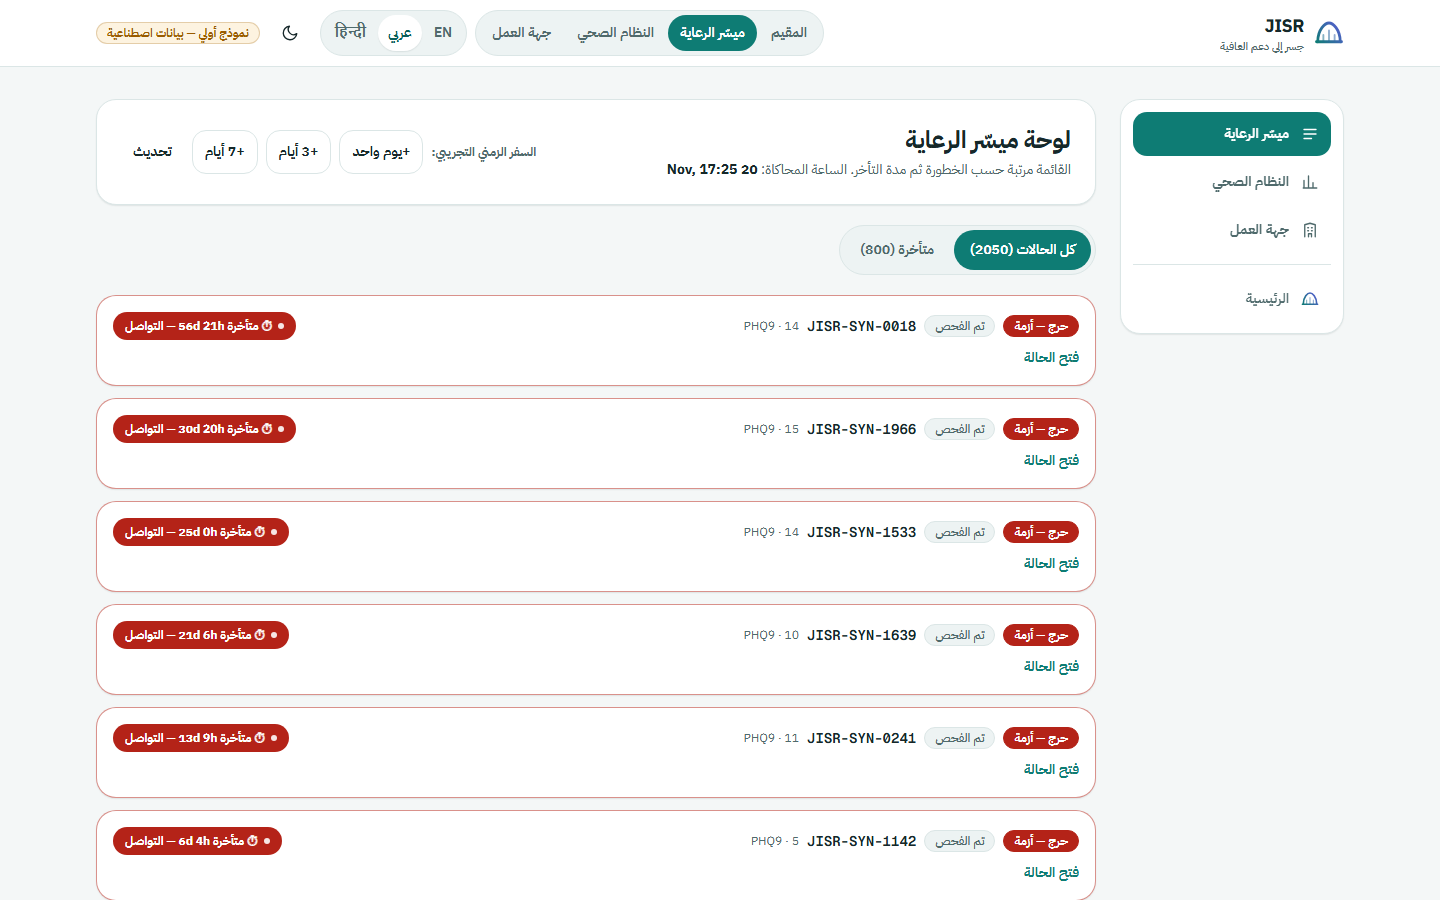 JISR
جسر إلى دعم العافية
المقيم
ميسّر الرعاية
النظام الصحي
جهة العمل
EN
عربي
हिन्दी
نموذج أولي — بيانات اصطناعية
ميسّر الرعاية
النظام الصحي
جهة العمل
الرئيسية
لوحة ميسّر الرعاية
القائمة مرتبة حسب الخطورة ثم مدة التأخر. الساعة المحاكاة: 20 Nov, 17:25
السفر الزمني التجريبي:
+يوم واحد
+3 أيام
+7 أيام
تحديث
كل الحالات (2050)
متأخرة (800)
حرج — أزمة تم الفحص JISR-SYN-0018 PHQ9 · 14 متأخرة 56d 21h — التواصل
فتح الحالة
حرج — أزمة تم الفحص JISR-SYN-1966 PHQ9 · 15 متأخرة 30d 20h — التواصل
فتح الحالة
حرج — أزمة تم الفحص JISR-SYN-1533 PHQ9 · 14 متأخرة 25d 0h — التواصل
فتح الحالة
حرج — أزمة تم الفحص JISR-SYN-1639 PHQ9 · 10 متأخرة 21d 6h — التواصل
فتح الحالة
حرج — أزمة تم الفحص JISR-SYN-0241 PHQ9 · 11 متأخرة 13d 9h — التواصل
فتح الحالة
حرج — أزمة تم الفحص JISR-SYN-1142 PHQ9 · 5 متأخرة 6d 4h — التواصل
فتح الحالة